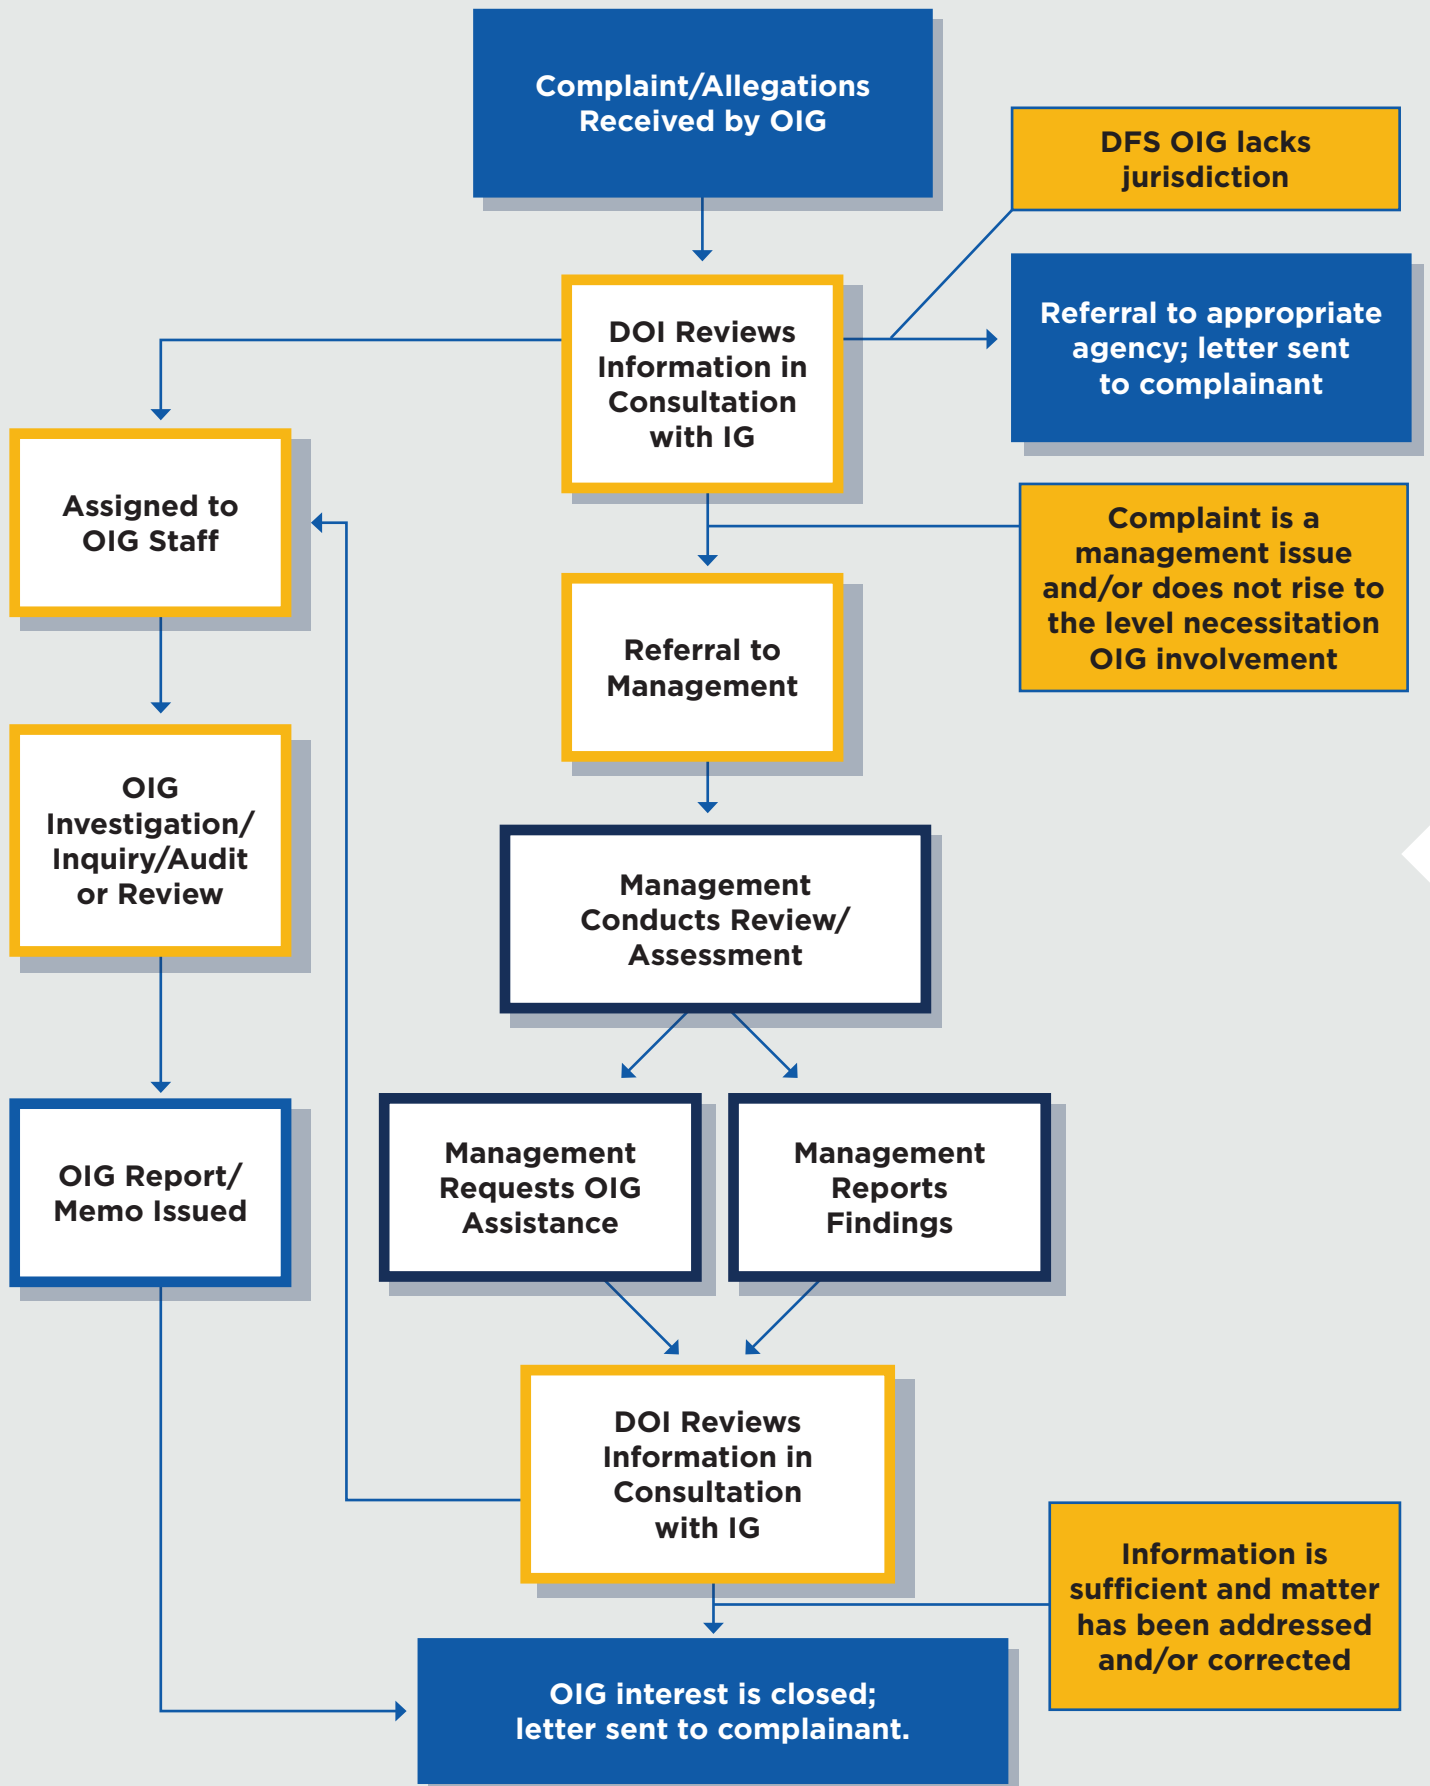 Complaint/Allegations
Received by OIG
DFS OIG lacks
jurisdiction
DOI Reviews
Information in
Consultation
with IG
Referral to appropriate
agency; letter sent
to complainant
Assigned to
OIG Staff
Complaint is a
management issue
and/or does not rise to
the level necessitation
OIG involvement
Referral to
Management
OIG
Investigation/
Inquiry/Audit
or Review
Management
Conducts Review/
Assessment
OIG Report/
Memo Issued
Management
Requests OIG
Assistance
Management
Reports
Findings
DOI Reviews
Information in
Consultation
with IG
Information is
sufficient and matter
has been addressed
and/or corrected
OIG interest is closed;
letter sent to complainant.